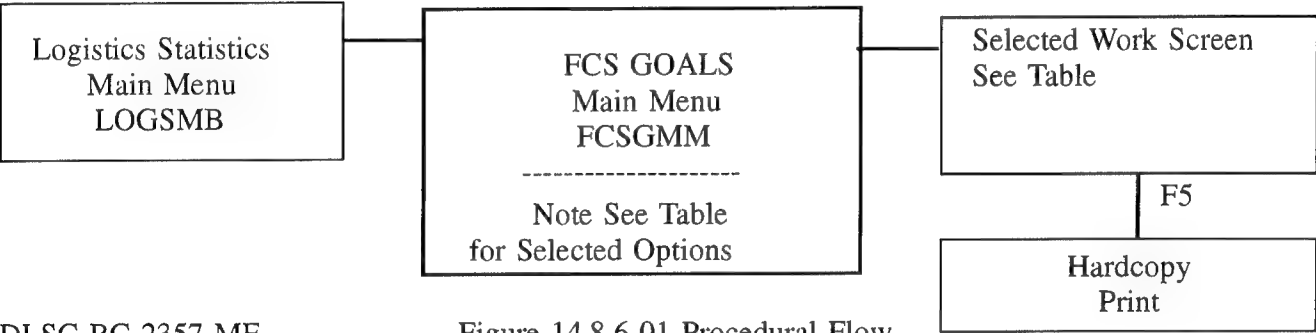 Logistics Statistics
Main Menu
LOGSMB
FCS GOALS
Main Menu
FCSGMM
--------------------
Note See Table
for Selected Options
Selected Work Screen
See Table
F5
Hardcopy
Print
DLSC RC 2357 MF
Figure 14.8.6.01 Procedural Flow